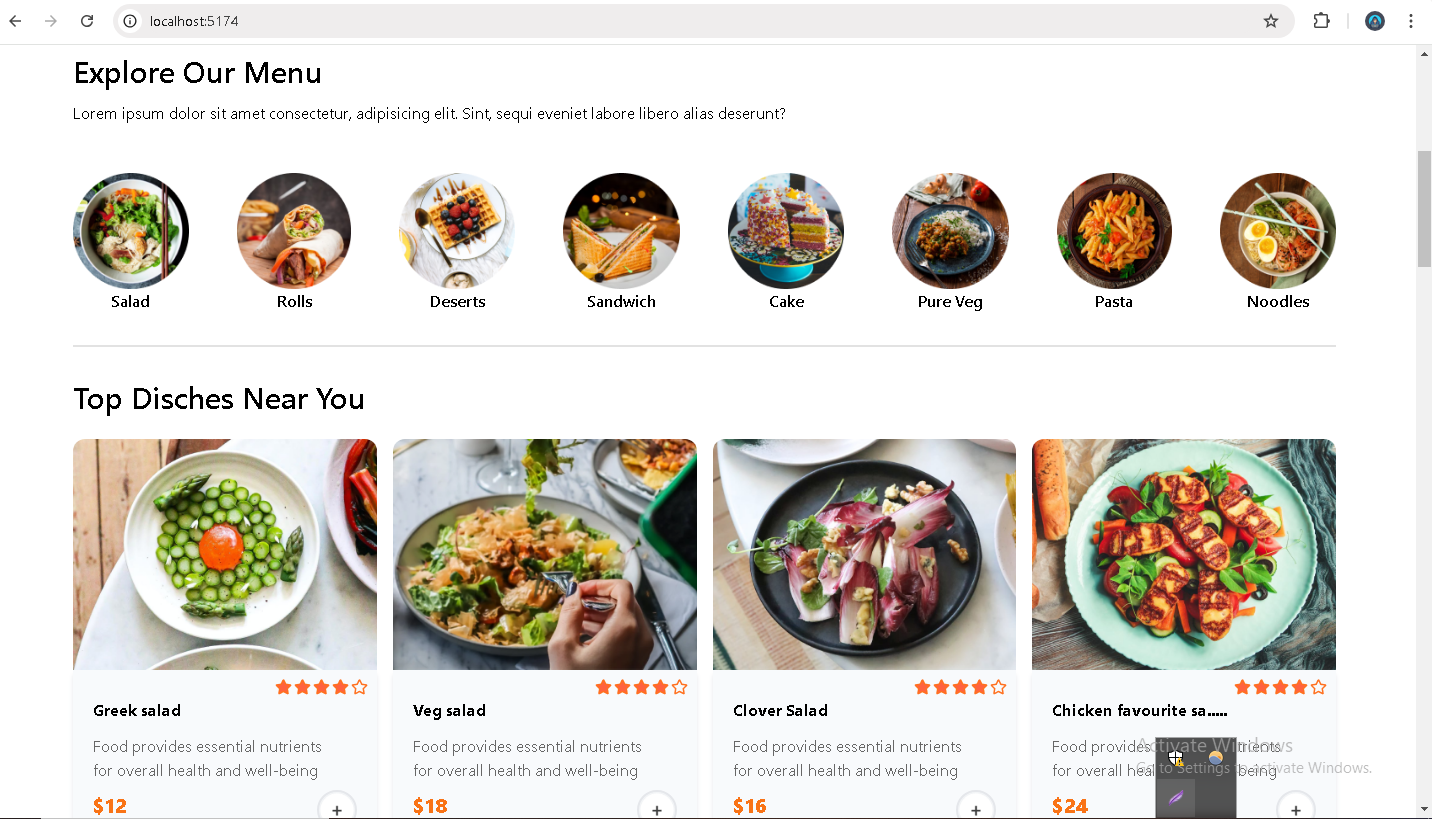 localhost:5174
Explore Our Menu
Lorem ipsum dolor sit amet consectetur, adipisicing elit. Sint, sequi eveniet labore libero alias deserunt?
Salad Rolls Deserts Sandwich Cake Pure Veg Pasta Noodles
Top Disches Near You
Greek salad
Food provides essential nutrients
for overall health and well-being
$12
+
Veg salad
Food provides essential nutrients
for overall health and well-being
$18
+
Clover Salad
Food provides essential nutrients
for overall health and well-being
$16
+
Chicken favourite sa.....
Food provides nutrients
for overall being
$24
+
Activate Windows
Go to Settings to activate Windows.